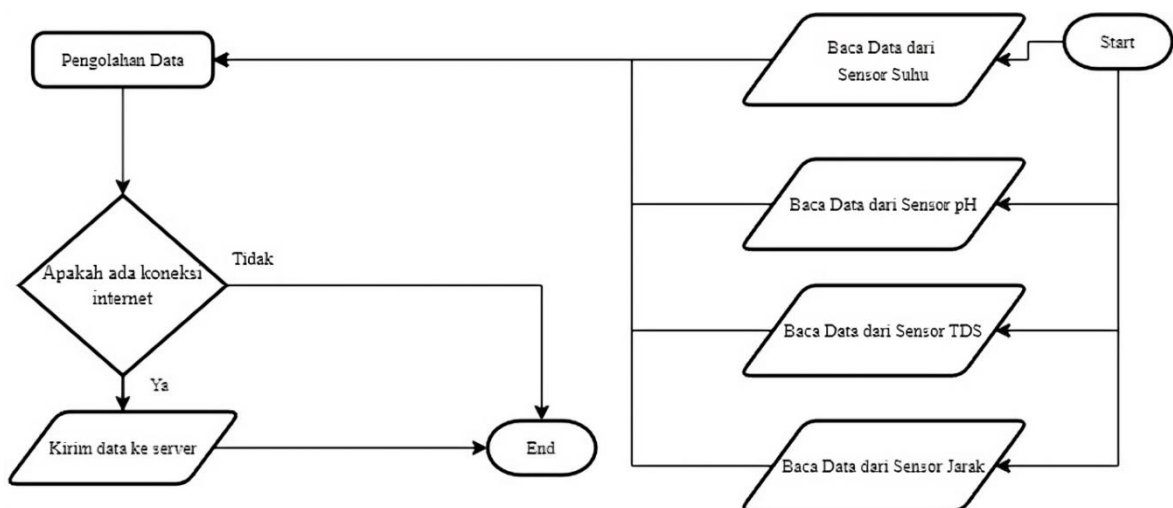 Start
Baca Data dari
Sensor Suhu
Baca Data dari Sensor pH
Baca Data dari Sensor TDS
Baca Data dari Sensor Jarak
Pengolahan Data
Apakah ada koneksi
internet
Tidak
Ya
Kirim data ke server
End